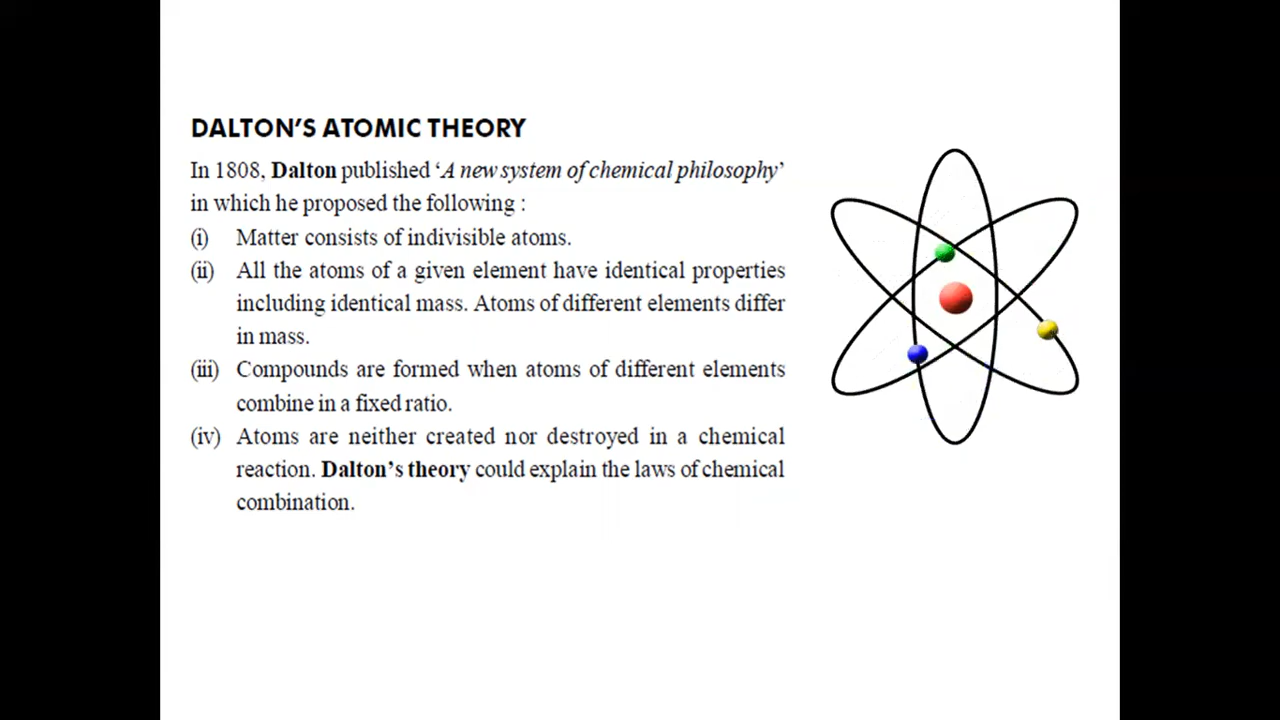 DALTON'S ATOMIC THEORY
In 1808, Dalton published ‘A new system of chemical philosophy’
in which he proposed the following :
(i) Matter consists of indivisible atoms.
(ii) All the atoms of a given element have identical properties
including identical mass. Atoms of different elements differ
in mass.
(iii) Compounds are formed when atoms of different elements
combine in a fixed ratio.
(iv) Atoms are neither created nor destroyed in a chemical
reaction. Dalton’s theory could explain the laws of chemical
combination.